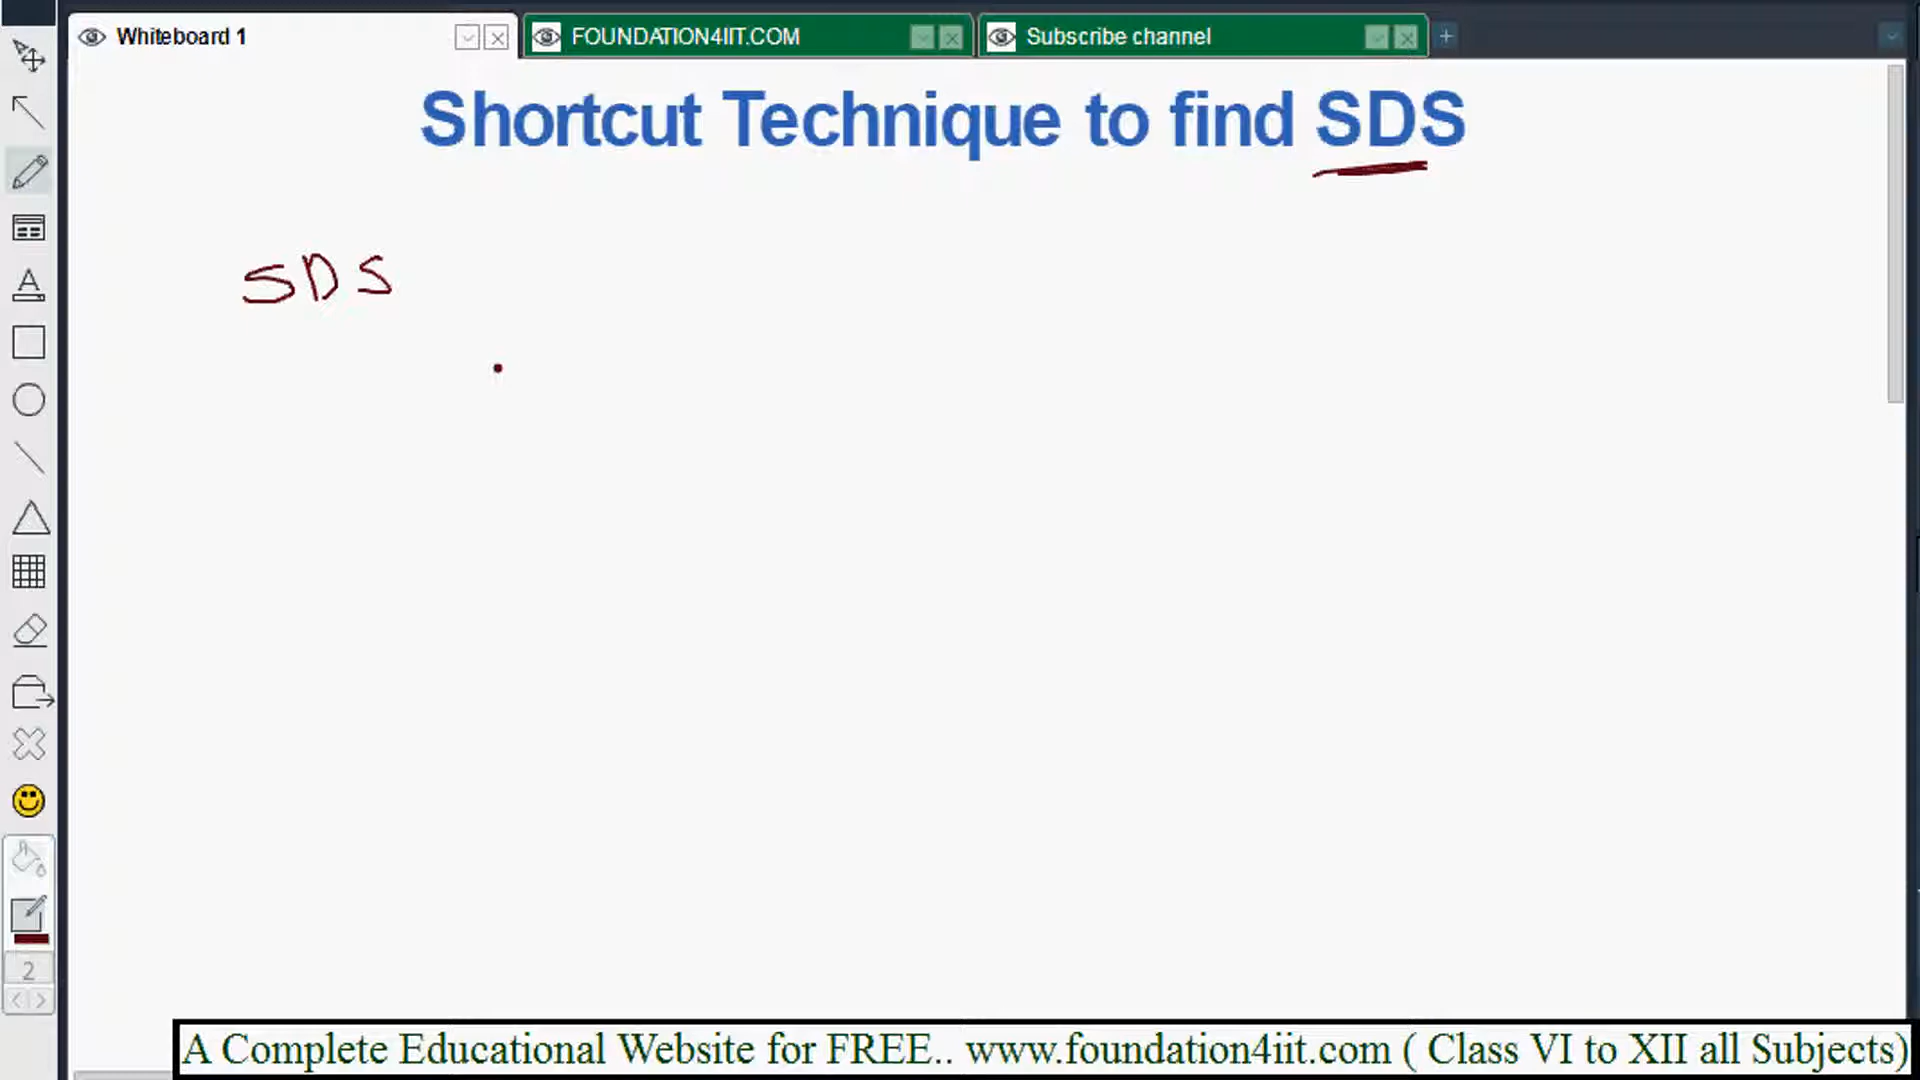 Whiteboard 1
FOUNDATION4IIT.COM
Subscribe channel
Shortcut Technique to find SDS
SDS
2
A Complete Educational Website for FREE.. www.foundation4iit.com ( Class VI to XII all Subjects)